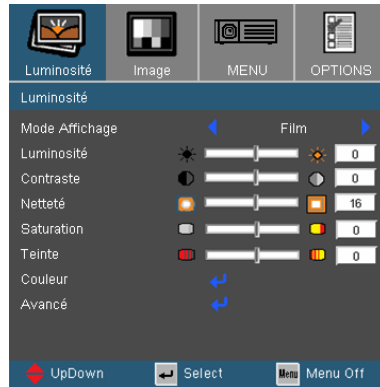 Luminosité Image MENU OPTIONS
Luminosité
Mode Affichage Film
Luminosité 0
Contraste 0
Netteté 16
Saturation 0
Teinte 0
Couleur
Avancé
UpDown Select Menu Menu Off